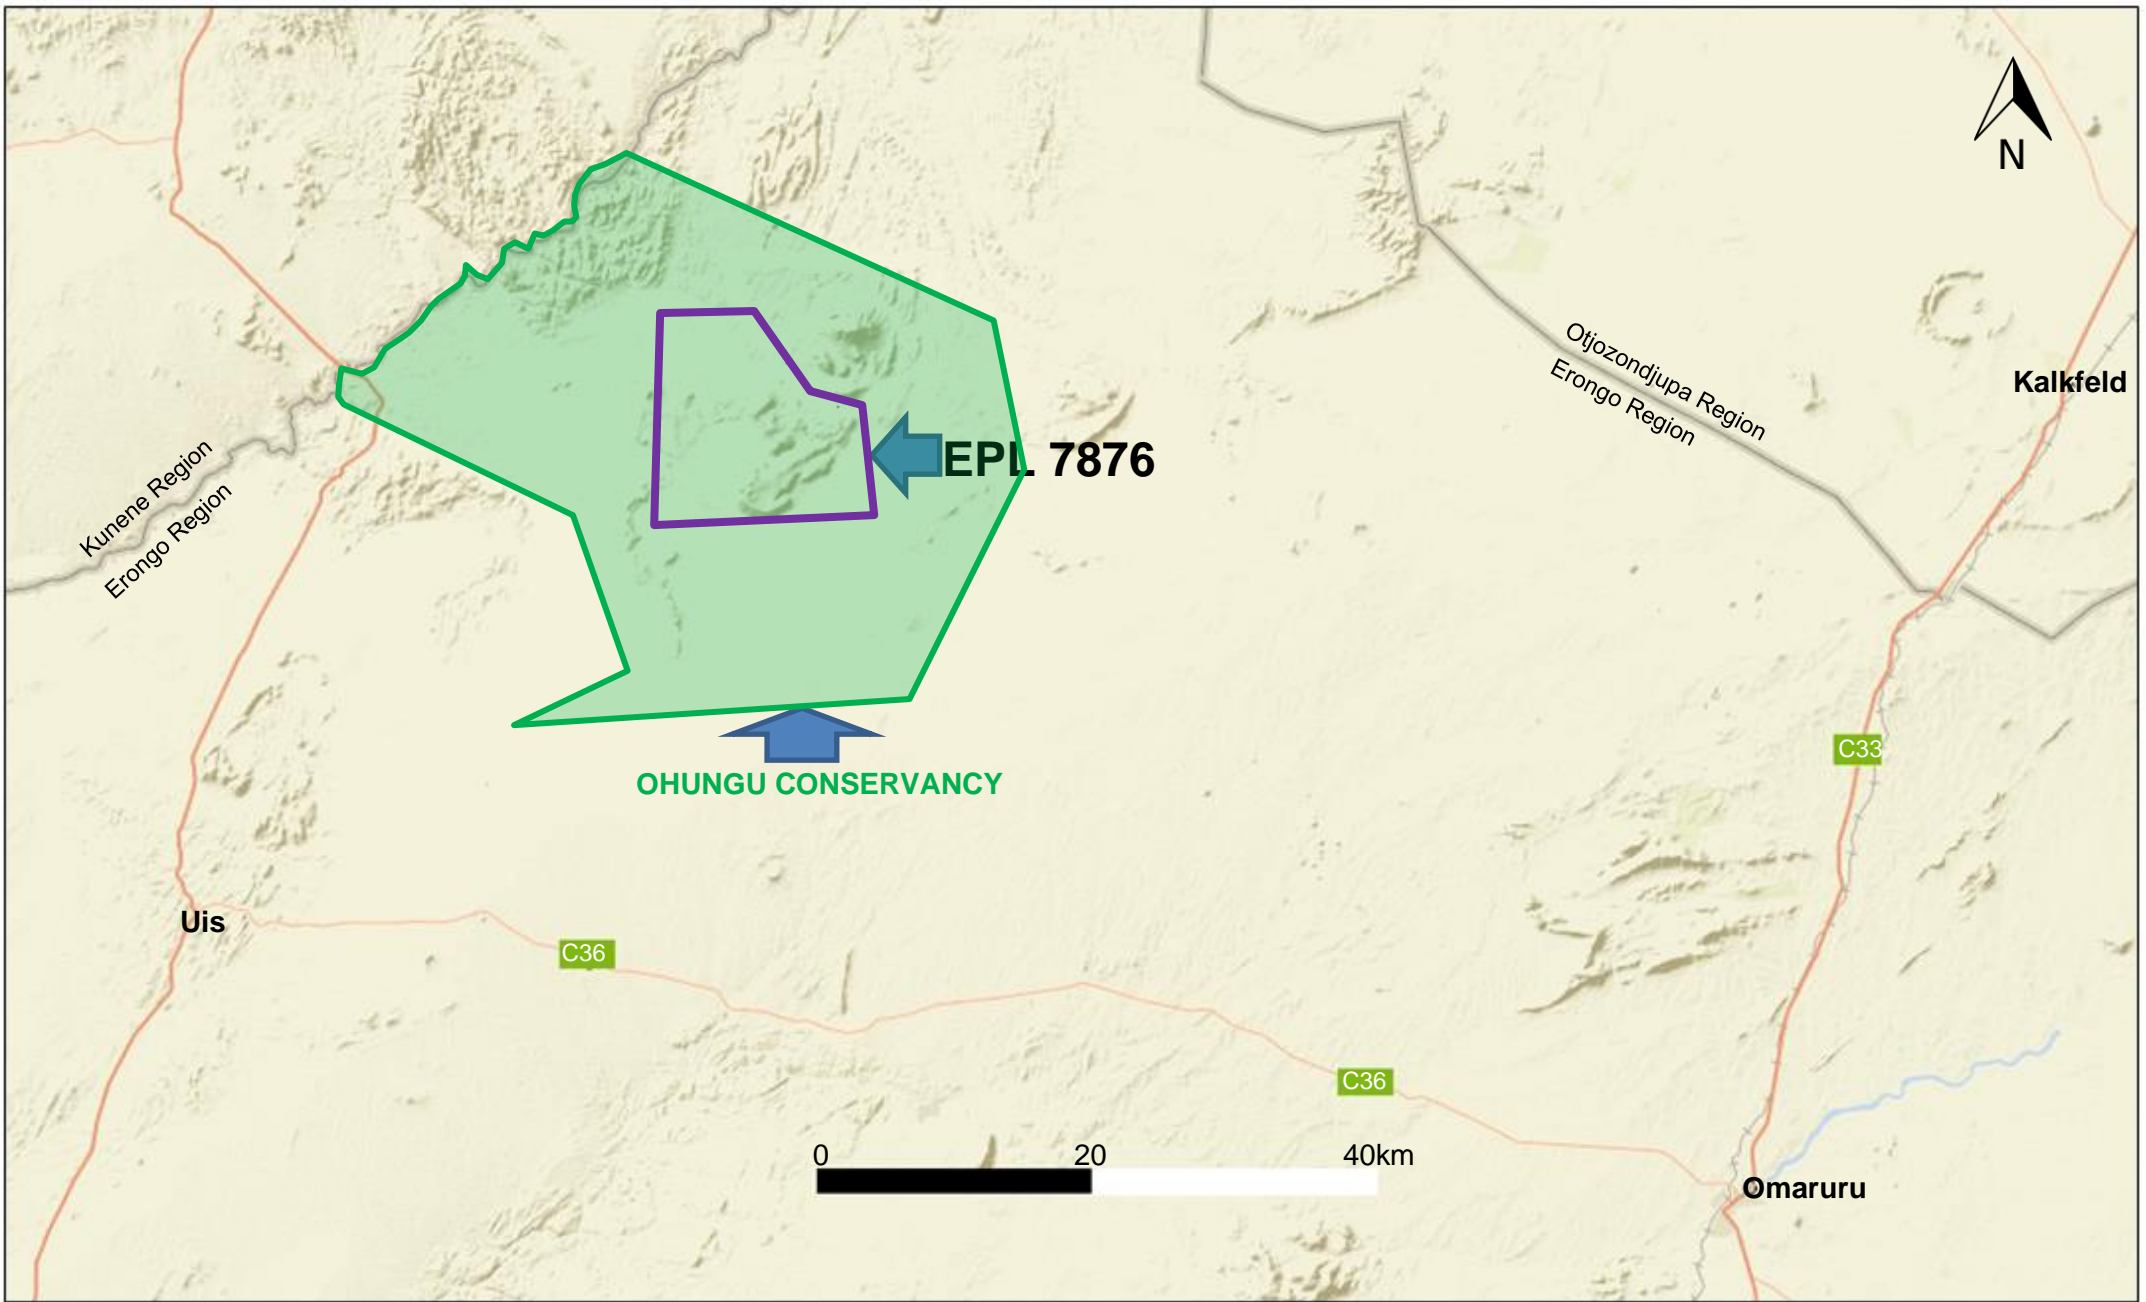 N
Otjozondjupa Region
Erongo Region
Kalkfeld
Kunene Region
Erongo Region
EPL 7876
C33
OHUNGU CONSERVANCY
Uis
C36
C36
0 20 40km
Omaruru